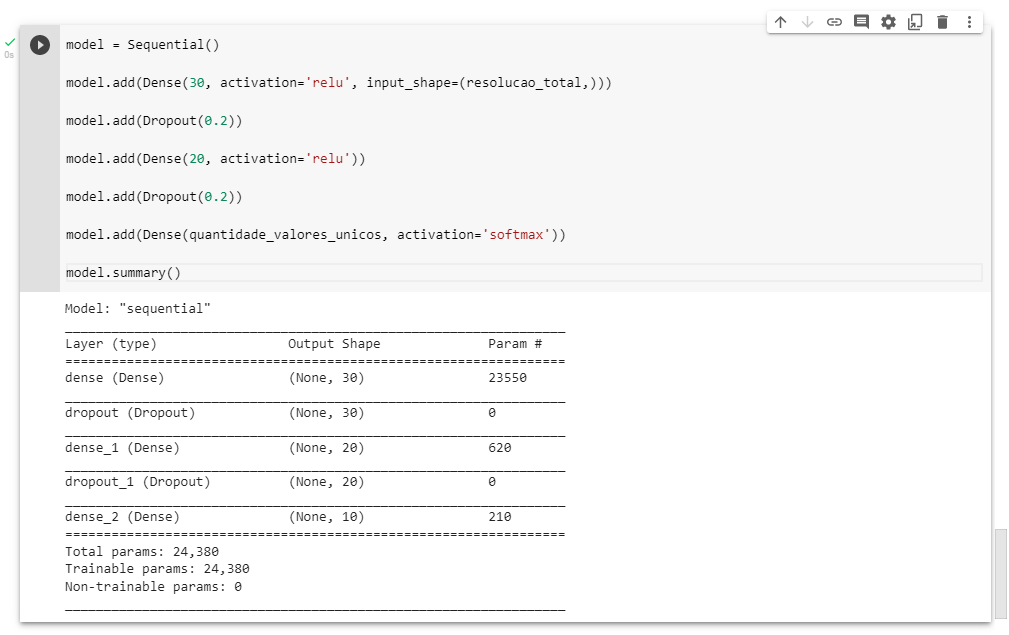 0s
model = Sequential()
model.add(Dense(30, activation='relu', input_shape=(resolucao_total,)))
model.add(Dropout(0.2))
model.add(Dense(20, activation='relu'))
model.add(Dropout(0.2))
model.add(Dense(quantidade_valores_unicos, activation='softmax'))
model.summary()
Model: "sequential"
_________________________________________________________________
Layer (type)                 Output Shape              Param #
=================================================================
dense (Dense)                (None, 30)                23550
_________________________________________________________________
dropout (Dropout)            (None, 30)                0
_________________________________________________________________
dense_1 (Dense)              (None, 20)                620
_________________________________________________________________
dropout_1 (Dropout)          (None, 20)                0
_________________________________________________________________
dense_2 (Dense)              (None, 10)                210
=================================================================
Total params: 24,380
Trainable params: 24,380
Non-trainable params: 0
_________________________________________________________________